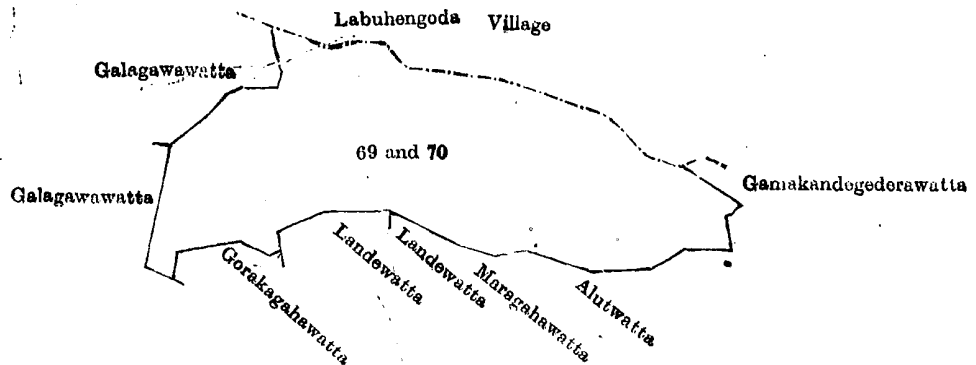 Labuhengoda Village
Galagawawatta
69 and 70
Galagawawatta
Gamakandegederawatta
Gorakagahawatta
Landewatta
Landewatta
Maragahawatta
Alutwatta